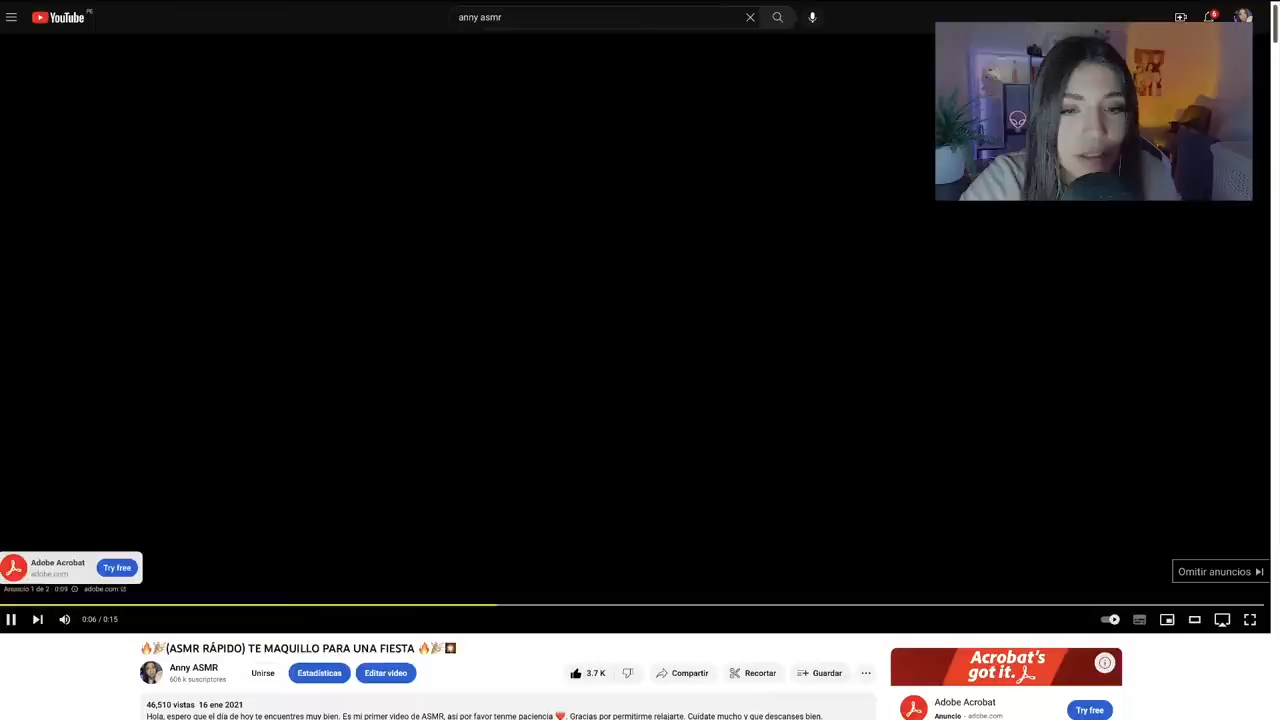 YouTube PE
anny asmr
6
Adobe Acrobat
adobe.com
Try free
Anuncio 1 de 2 · 0:09 adobe.com
Omitir anuncios
0:06 / 0:15
🔥🎉(ASMR RÁPIDO) TE MAQUILLO PARA UNA FIESTA 🔥🎉🎇
Anny ASMR
606 k suscriptores
Unirse
Estadísticas
Editar video
3.7 K
Compartir
Recortar
Guardar
46,510 vistas 16 ene 2021
Hola, espero que el día de hoy te encuentres muy bien. Es mi primer video de ASMR, así por favor tenme paciencia ❤️. Gracias por permitirme relajarte. Cuídate mucho y que descanses bien.
Acrobat's
got it.
Adobe Acrobat
Anuncio · adobe.com
Try free